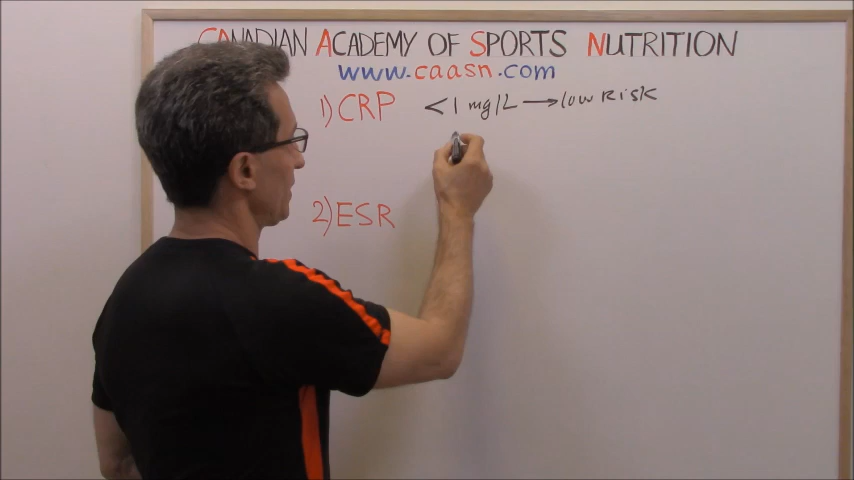 CANADIAN ACADEMY OF SPORTS NUTRITION
www.caasn.com
1) CRP < 1 mg/L → low Risk
2) ESR